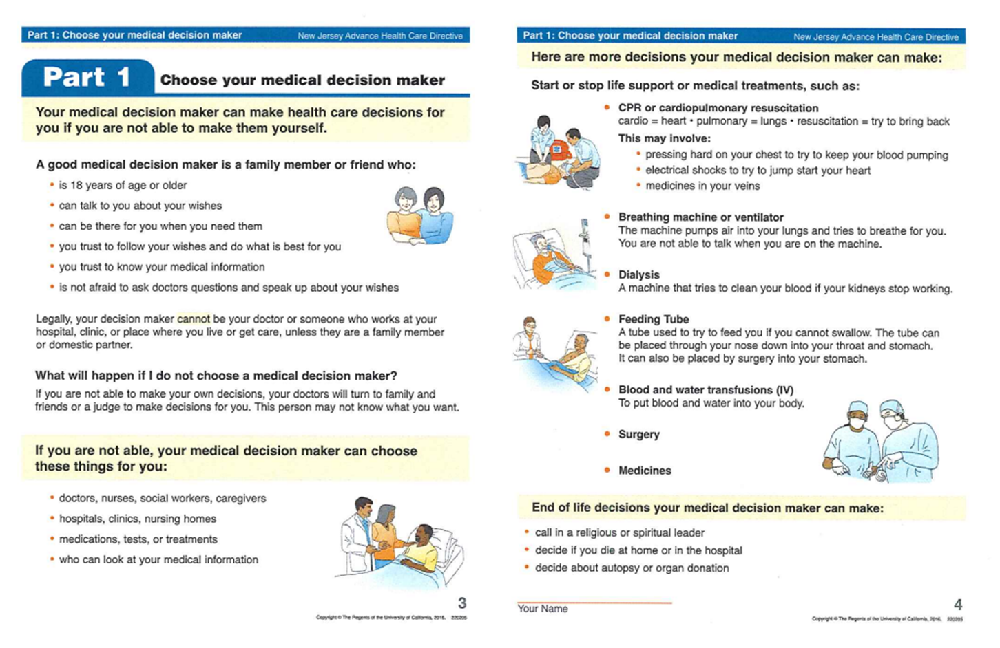 Part 1: Choose your medical decision maker New Jersey Advance Health Care Directive
Part 1 Choose your medical decision maker
Your medical decision maker can make health care decisions for
you if you are not able to make them yourself.
A good medical decision maker is a family member or friend who:
• is 18 years of age or older
• can talk to you about your wishes
• can be there for you when you need them
• you trust to follow your wishes and do what is best for you
• you trust to know your medical information
• is not afraid to ask doctors questions and speak up about your wishes
Legally, your decision maker cannot be your doctor or someone who works at your
hospital, clinic, or place where you live or get care, unless they are a family member
or domestic partner.
What will happen if I do not choose a medical decision maker?
If you are not able to make your own decisions, your doctors will turn to family and
friends or a judge to make decisions for you. This person may not know what you want.
If you are not able, your medical decision maker can choose
these things for you:
• doctors, nurses, social workers, caregivers
• hospitals, clinics, nursing homes
• medications, tests, or treatments
• who can look at your medical information
3
Copyright © The Regents of the University of California, 2016.
Part 1: Choose your medical decision maker New Jersey Advance Health Care Directive
Here are more decisions your medical decision maker can make:
Start or stop life support or medical treatments, such as:
• CPR or cardiopulmonary resuscitation
cardio = heart • pulmonary = lungs • resuscitation = try to bring back
This may involve:
• pressing hard on your chest to try to keep your blood pumping
• electrical shocks to try to jump start your heart
• medicines in your veins
• Breathing machine or ventilator
The machine pumps air into your lungs and tries to breathe for you.
You are not able to talk when you are on the machine.
• Dialysis
A machine that tries to clean your blood if your kidneys stop working.
• Feeding Tube
A tube used to try to feed you if you cannot swallow. The tube can
be placed through your nose down into your throat and stomach.
It can also be placed by surgery into your stomach.
• Blood and water transfusions (IV)
To put blood and water into your body.
• Surgery
• Medicines
End of life decisions your medical decision maker can make:
• call in a religious or spiritual leader
• decide if you die at home or in the hospital
• decide about autopsy or organ donation
Your Name
4
Copyright © The Regents of the University of California, 2016.